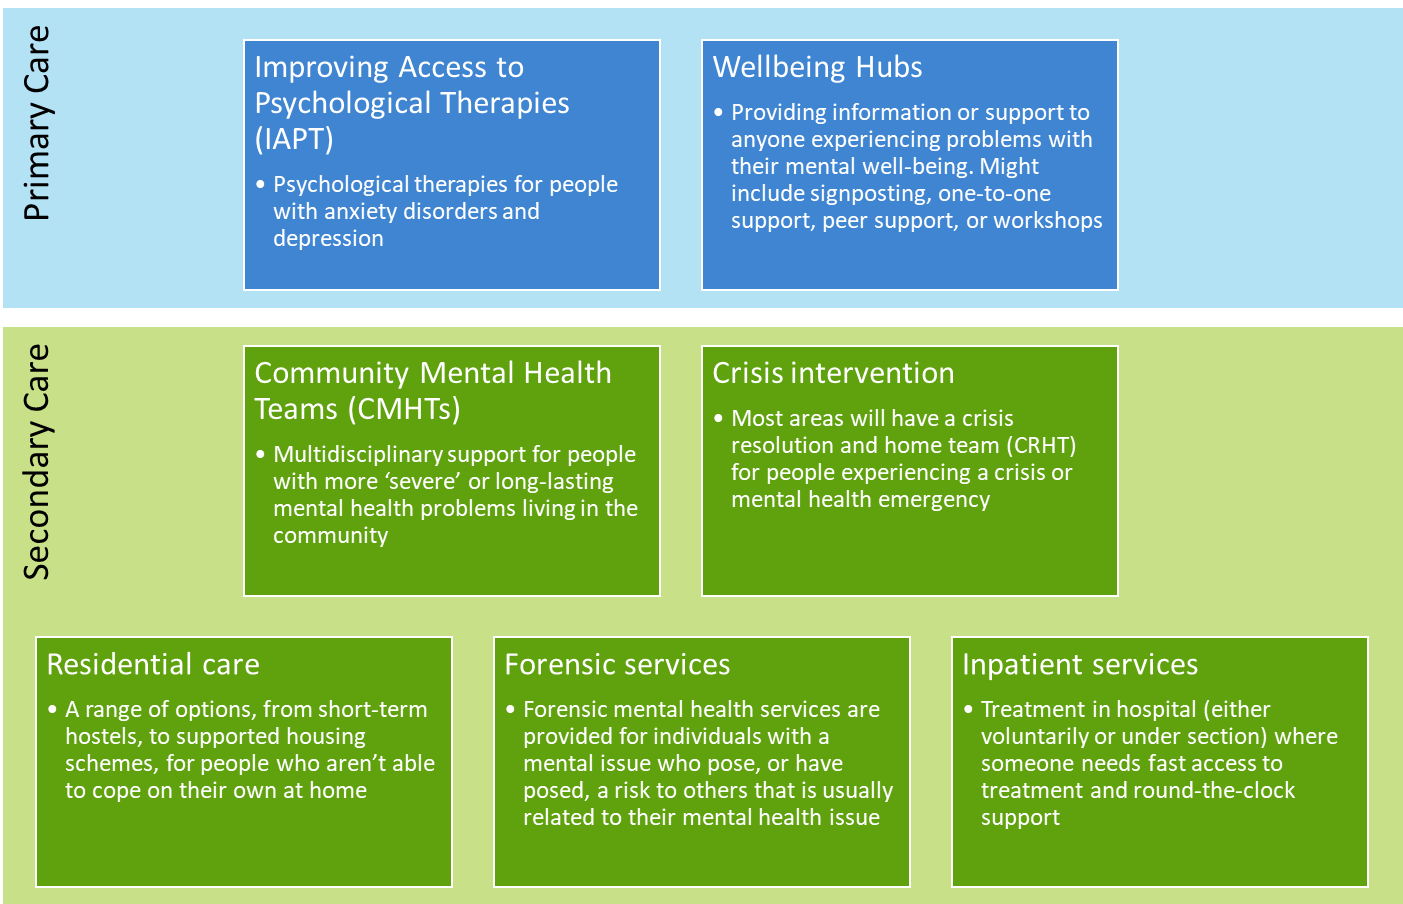 Primary Care
Improving Access to
Psychological Therapies
(IAPT)
• Psychological therapies for people
with anxiety disorders and
depression
Wellbeing Hubs
• Providing information or support to
anyone experiencing problems with
their mental well-being. Might
include signposting, one-to-one
support, peer support, or workshops
Secondary Care
Community Mental Health
Teams (CMHTs)
• Multidisciplinary support for people
with more ‘severe’ or long-lasting
mental health problems living in the
community
Crisis intervention
• Most areas will have a crisis
resolution and home team (CRHT)
for people experiencing a crisis or
mental health emergency
Residential care
• A range of options, from short-term
hostels, to supported housing
schemes, for people who aren’t able
to cope on their own at home
Forensic services
• Forensic mental health services are
provided for individuals with a
mental issue who pose, or have
posed, a risk to others that is usually
related to their mental health issue
Inpatient services
• Treatment in hospital (either
voluntarily or under section) where
someone needs fast access to
treatment and round-the-clock
support